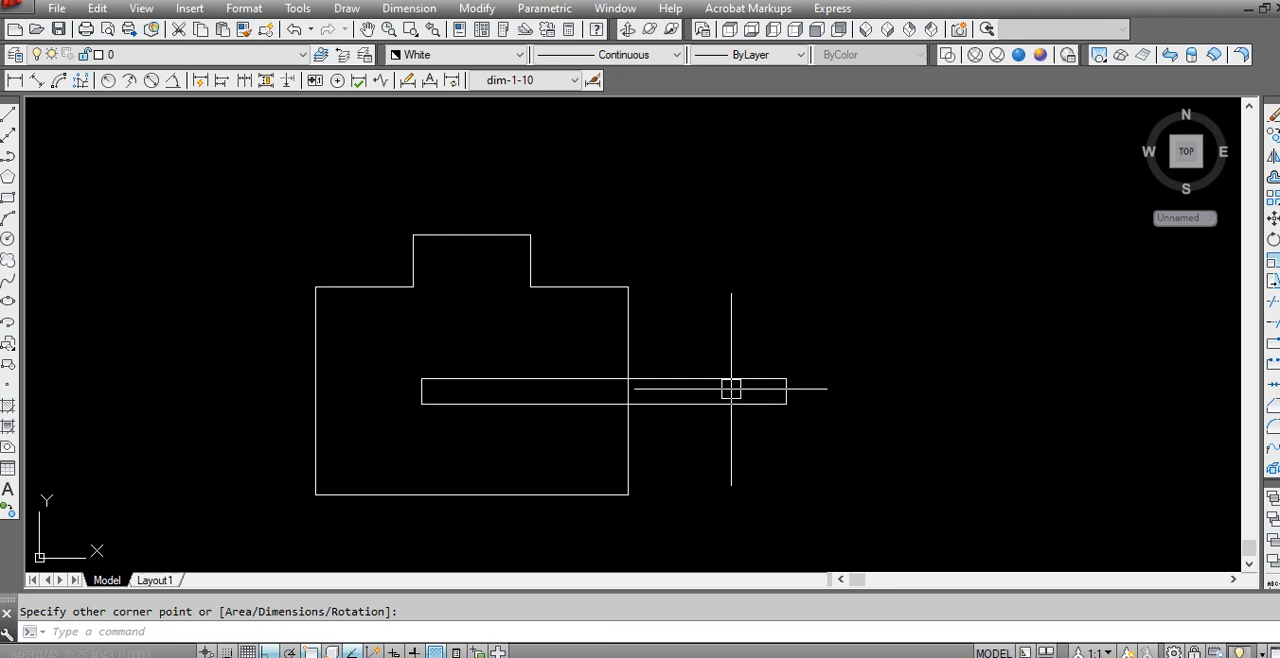 File Edit View Insert Format Tools Draw Dimension Modify Parametric Window Help Acrobat Markups Express
0 White Continuous ByLayer ByColor
dim-1-10
N
W TOP E
S
Unnamed
Y
X
A
Model Layout1
Specify other corner point or [Area/Dimensions/Rotation]:
Type a command
MODEL 1:1